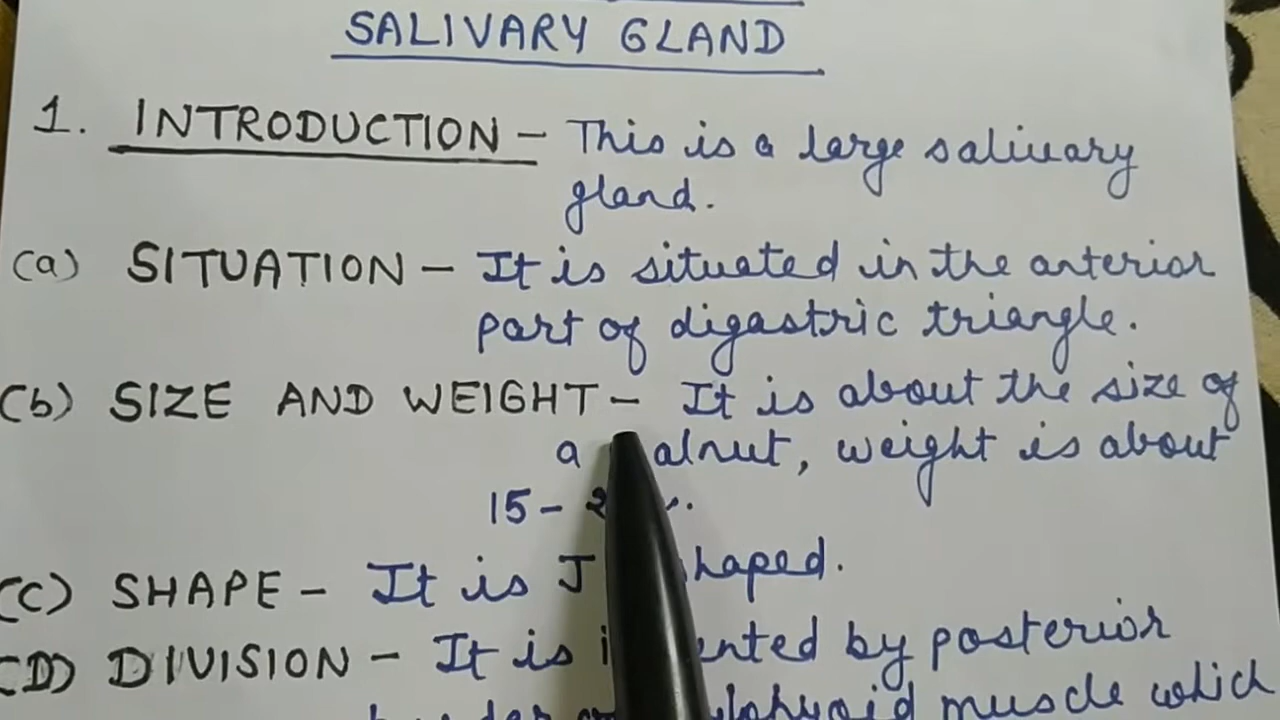 SALIVARY GLAND
1. INTRODUCTION - This is a large salivary
gland.
(a) SITUATION - It is situated in the anterior
part of digastric triangle.
(b) SIZE AND WEIGHT - It is about the size of
a alnut, weight is about
15-
(C) SHAPE - It is J haped.
(D) DIVISION - It is by posterior
muscle which